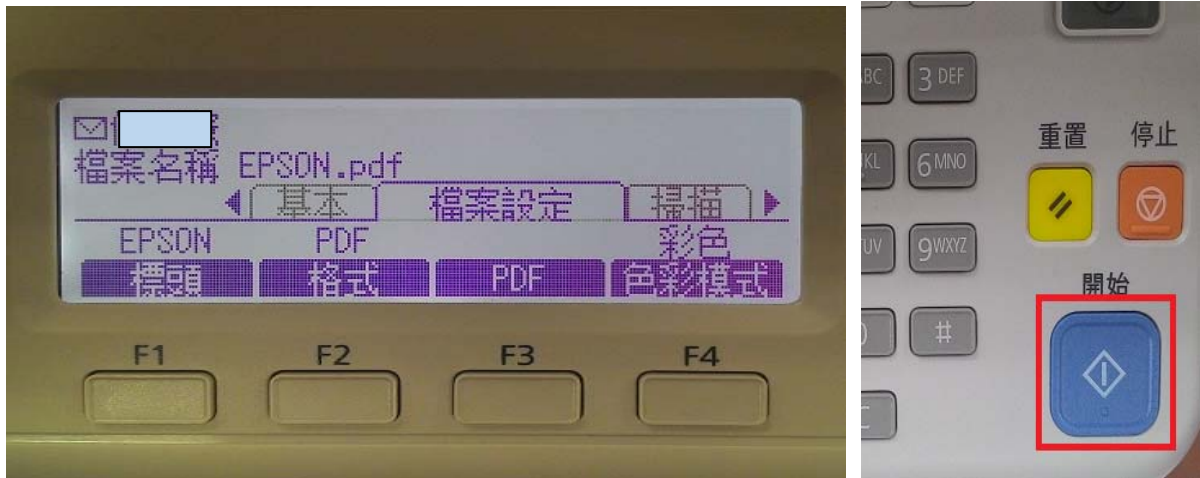 檔案名稱 EPSON.pdf
基本 檔案設定 掃描
EPSON PDF 彩色
標頭 格式 PDF 色彩模式
F1 F2 F3 F4
3 DEF
重置 停止
6 MNO
9 WXYZ
開始
#